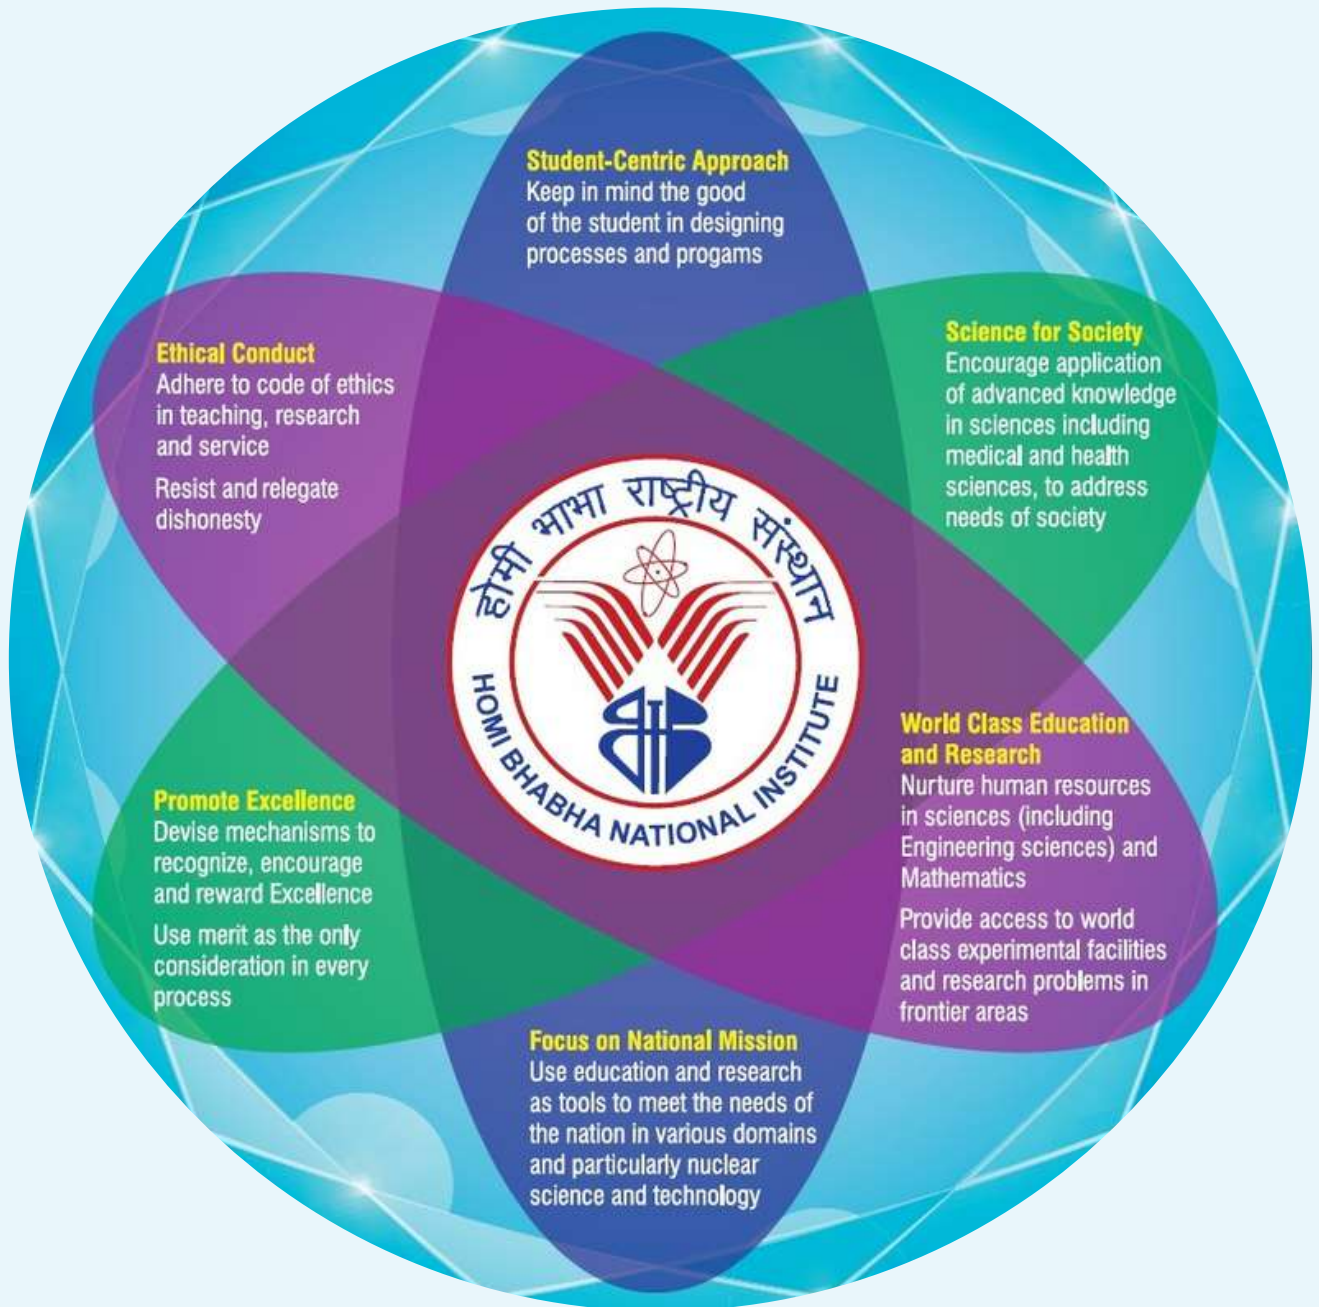 Student-Centric Approach
Keep in mind the good
of the student in designing
processes and progams
Ethical Conduct
Adhere to code of ethics
in teaching, research
and service
Resist and relegate
dishonesty
Science for Society
Encourage application
of advanced knowledge
in sciences including
medical and health
sciences, to address
needs of society
होमी भाभा राष्ट्रीय संस्थान
HOMI BHABHA NATIONAL INSTITUTE
Promote Excellence
Devise mechanisms to
recognize, encourage
and reward Excellence
Use merit as the only
consideration in every
process
World Class Education
and Research
Nurture human resources
in sciences (including
Engineering sciences) and
Mathematics
Provide access to world
class experimental facilities
and research problems in
frontier areas
Focus on National Mission
Use education and research
as tools to meet the needs of
the nation in various domains
and particularly nuclear
science and technology